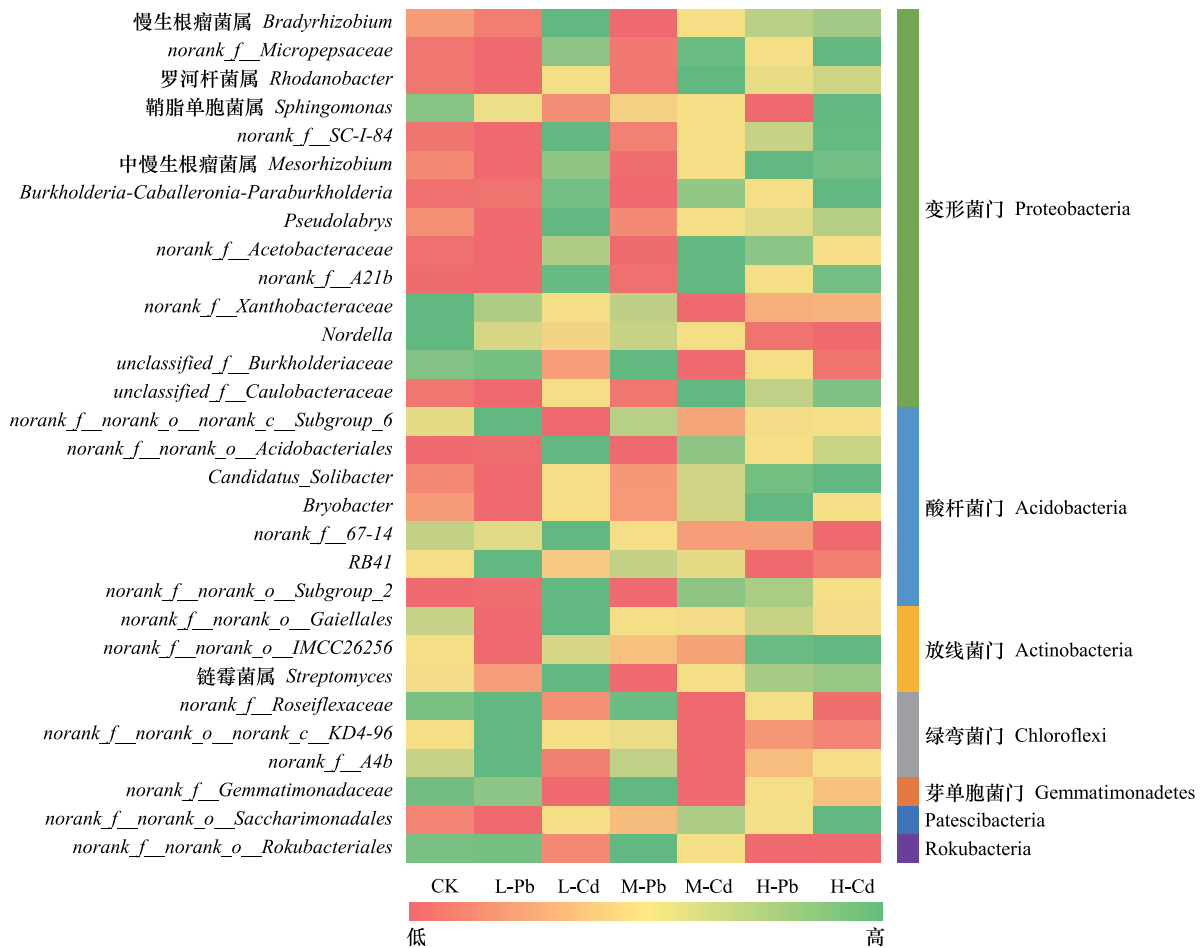 慢生根瘤菌属 Bradyrhizobium
norank_f__Micropepsaceae
罗河杆菌属 Rhodanobacter
鞘脂单胞菌属 Sphingomonas
norank_f__SC-I-84
中慢生根瘤菌属 Mesorhizobium
Burkholderia-Caballeronia-Paraburkholderia
Pseudolabrys
norank_f__Acetobacteraceae
norank_f__A21b
norank_f__Xanthobacteraceae
Nordella
unclassified_f__Burkholderiaceae
unclassified_f__Caulobacteraceae
norank_f__norank_o__norank_c__Subgroup_6
norank_f__norank_o__Acidobacteriales
Candidatus_Solibacter
Bryobacter
norank_f__67-14
RB41
norank_f__norank_o__Subgroup_2
norank_f__norank_o__Gaiellales
norank_f__norank_o__IMCC26256
链霉菌属 Streptomyces
norank_f__Roseiflexaceae
norank_f__norank_o__norank_c__KD4-96
norank_f__A4b
norank_f__Gemmatimonadaceae
norank_f__norank_o__Saccharimonadales
norank_f__norank_o__Rokubacteriales
变形菌门 Proteobacteria
酸杆菌门 Acidobacteria
放线菌门 Actinobacteria
绿弯菌门 Chloroflexi
芽单胞菌门 Gemmatimonadetes
Patescibacteria
Rokubacteria
CK L-Pb L-Cd M-Pb M-Cd H-Pb H-Cd
低 高